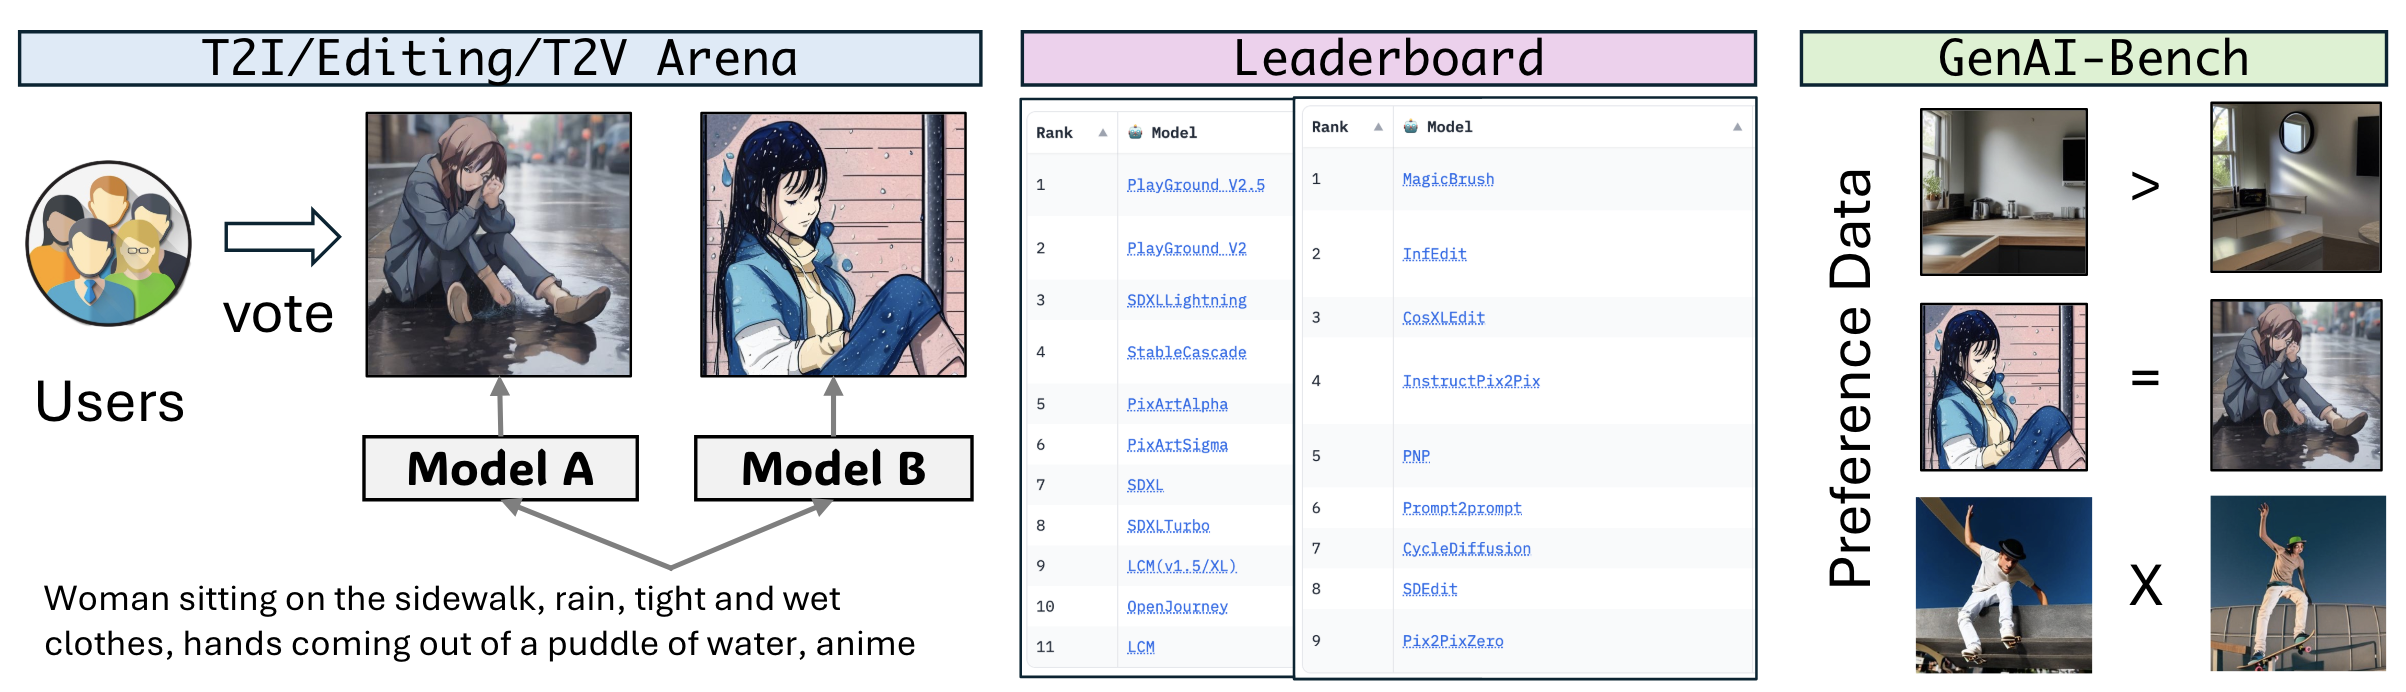 T2I/Editing/T2V Arena
Users
vote
Model A
Model B
Woman sitting on the sidewalk, rain, tight and wet
clothes, hands coming out of a puddle of water, anime
Leaderboard
Rank ▲ 🤖 Model
1 PlayGround V2.5
2 PlayGround V2
3 SDXLLightning
4 StableCascade
5 PixArtAlpha
6 PixArtSigma
7 SDXL
8 SDXLTurbo
9 LCM(v1.5/XL)
10 OpenJourney
11 LCM
Rank ▲ 🤖 Model ▲
1 MagicBrush
2 InfEdit
3 CosXLEdit
4 InstructPix2Pix
5 PNP
6 Prompt2prompt
7 CycleDiffusion
8 SDEdit
9 Pix2PixZero
GenAI-Bench
Preference Data
>
=
X